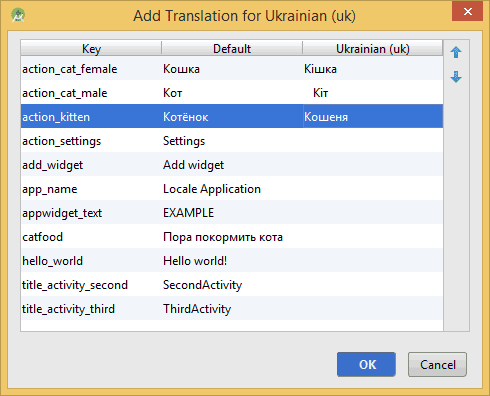 Add Translation for Ukrainian (uk)
Key Default Ukrainian (uk)
action_cat_female Кошка Кішка
action_cat_male Кот Кіт
action_kitten Котёнок Кошеня
action_settings Settings
add_widget Add widget
app_name Locale Application
appwidget_text EXAMPLE
catfood Пора покормить кота
hello_world Hello world!
title_activity_second SecondActivity
title_activity_third ThirdActivity
OK Cancel